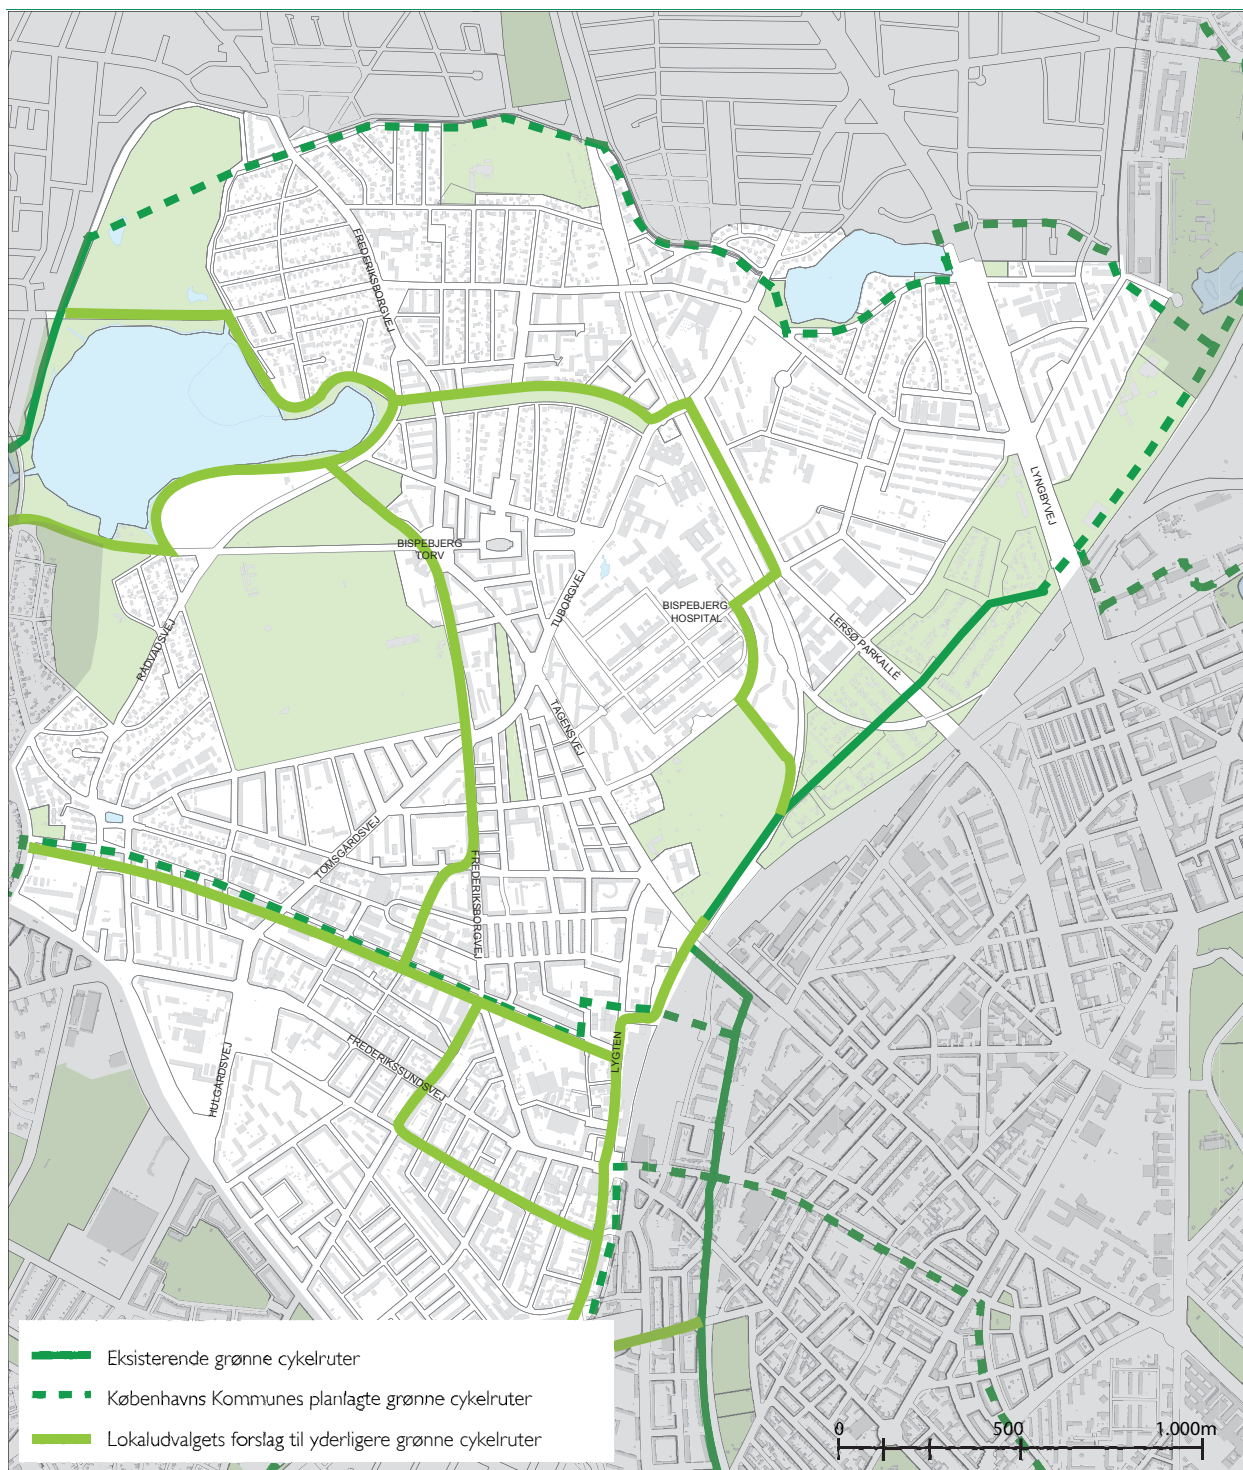 FREDERIKSBORGVEJ
LYNGBYVEJ
BISPEBJERG
TORV
TUBORGVEJ
BISPEBJERG
HOSPITAL
LERSØ PARKALLÉ
RÅDVADSVEJ
TAGENSVEJ
TOMSGÅRDSVEJ
FREDERIKSBORGVEJ
LYGTEN
FREDERIKSSUNDSVEJ
HULGÅRDSVEJ
Eksisterende grønne cykelruter
Københavns Kommunes planlagte grønne cykelruter
Lokaludvalgets forslag til yderligere grønne cykelruter
0 500 1.000m